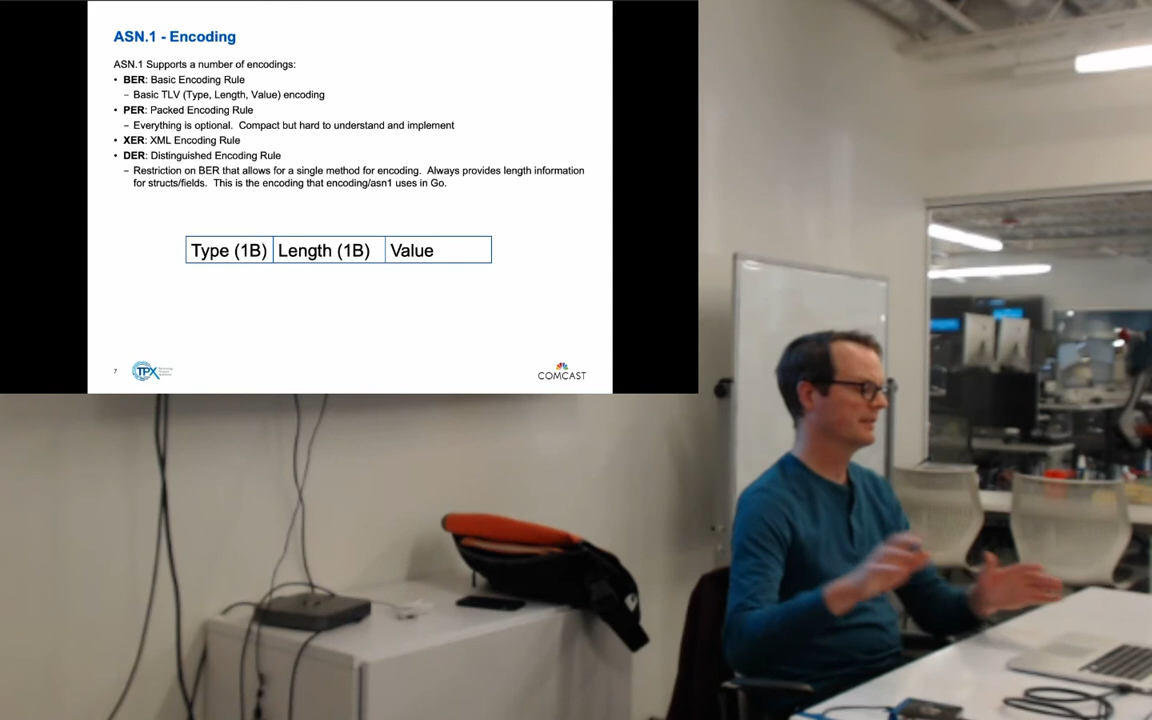 ASN.1 - Encoding
ASN.1 Supports a number of encodings:
• BER: Basic Encoding Rule
– Basic TLV (Type, Length, Value) encoding
• PER: Packed Encoding Rule
– Everything is optional.  Compact but hard to understand and implement
• XER: XML Encoding Rule
• DER: Distinguished Encoding Rule
– Restriction on BER that allows for a single method for encoding.  Always provides length information
for structs/fields.  This is the encoding that encoding/asn1 uses in Go.
Type (1B) Length (1B) Value
7 TPX COMCAST